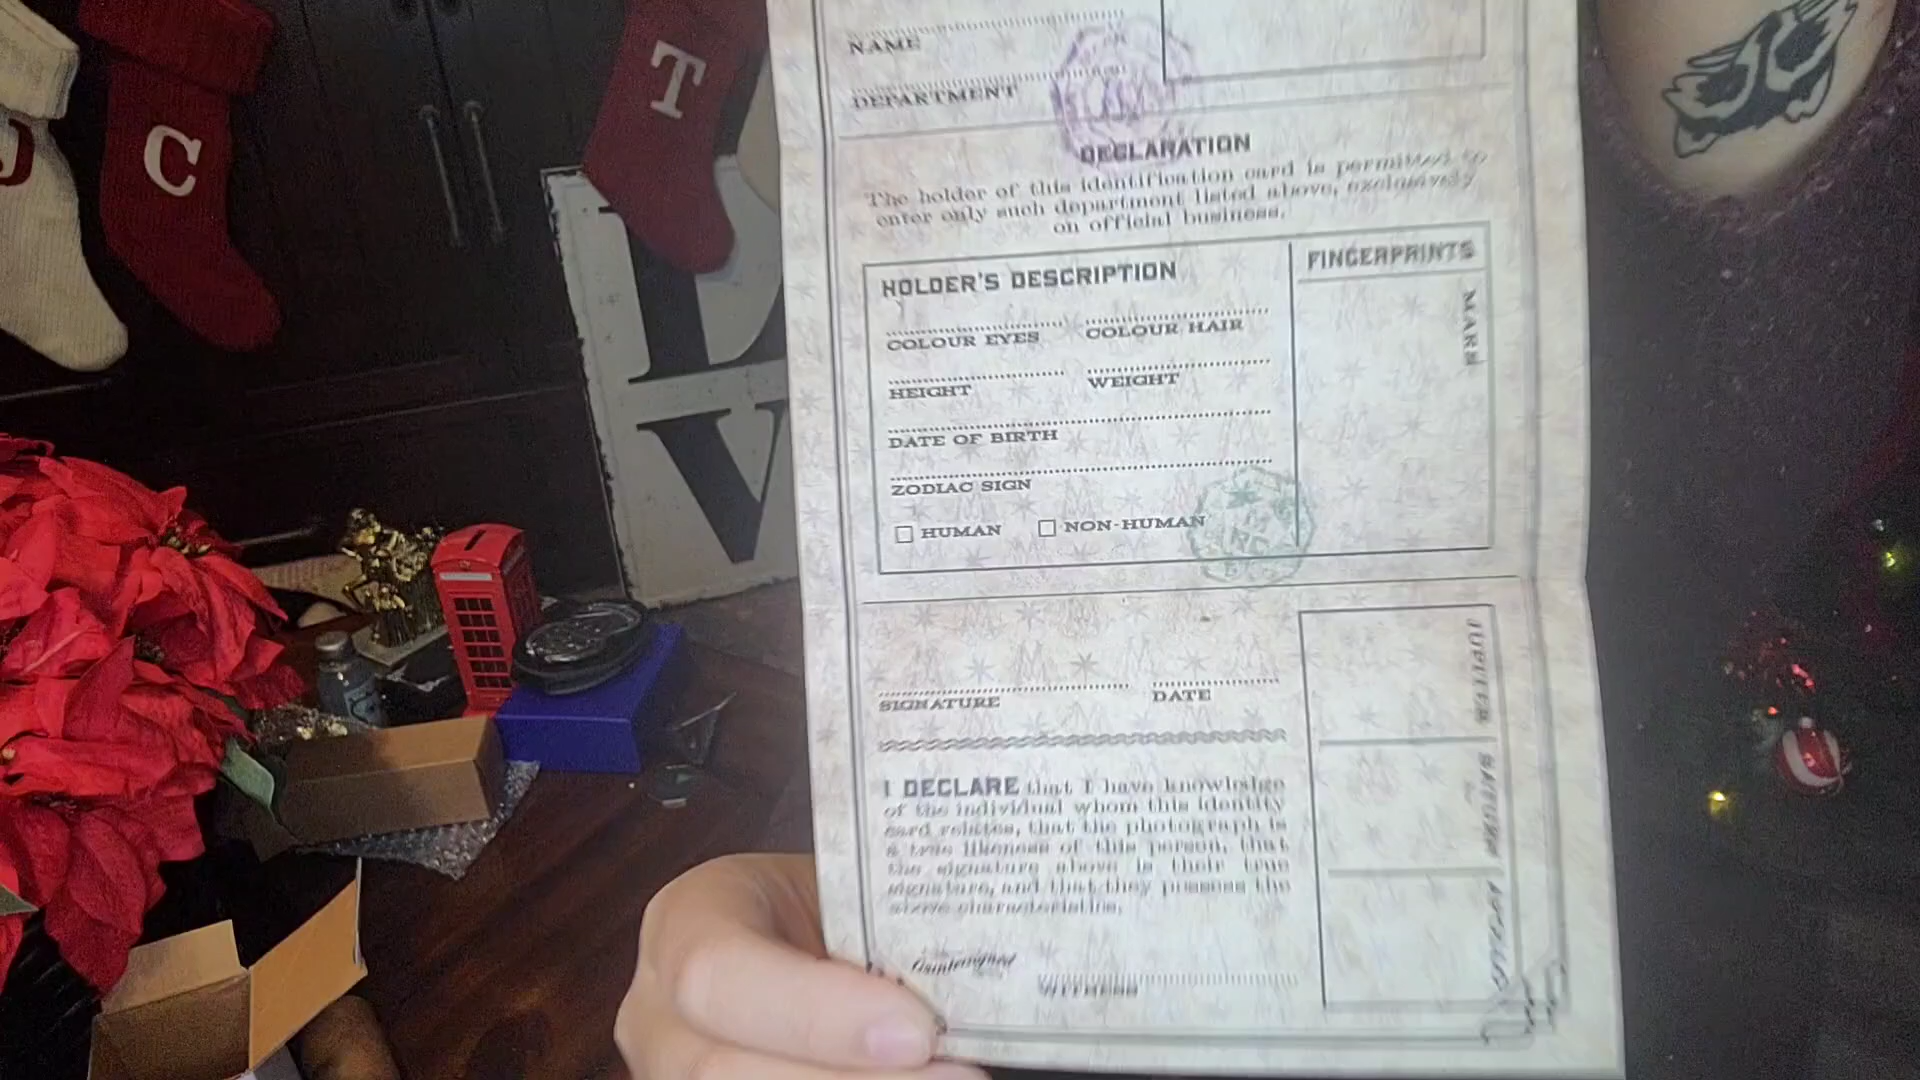 J
C
T
L
V
NAME
DEPARTMENT
DECLARATION
The holder of this identification card is permitted to
enter only such department listed above, exclusively
on official business.
HOLDER'S DESCRIPTION
FINGERPRINTS
MARS
COLOUR EYES
COLOUR HAIR
HEIGHT
WEIGHT
DATE OF BIRTH
ZODIAC SIGN
HUMAN
NON-HUMAN
JUPITER
SIGNATURE
DATE
SATURN
I DECLARE that I have knowledge
of the individual whom this identity
card relates, that the photograph is
a true likeness of this person, that
the signature above is their true
signature, and that they possess the
above characteristics.
APOLLO
Countersigned
WITNESS